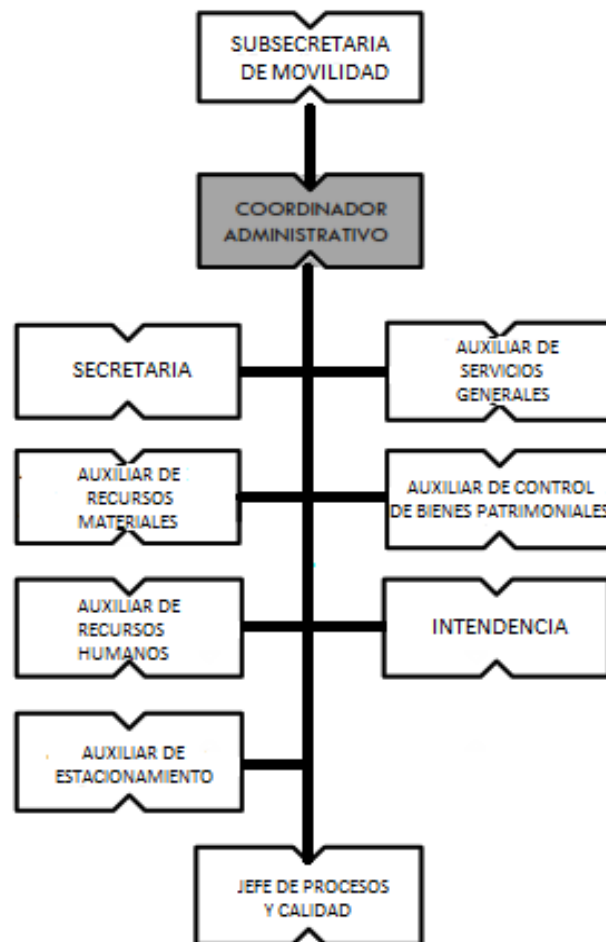 SUBSECRETARIA
DE MOVILIDAD
COORDINADOR
ADMINISTRATIVO
SECRETARIA
AUXILIAR DE
SERVICIOS
GENERALES
AUXILIAR DE
RECURSOS
MATERIALES
AUXILIAR DE CONTROL
DE BIENES PATRIMONIALES
AUXILIAR DE
RECURSOS
HUMANOS
INTENDENCIA
AUXILIAR DE
ESTACIONAMIENTO
JEFE DE PROCESOS
Y CALIDAD